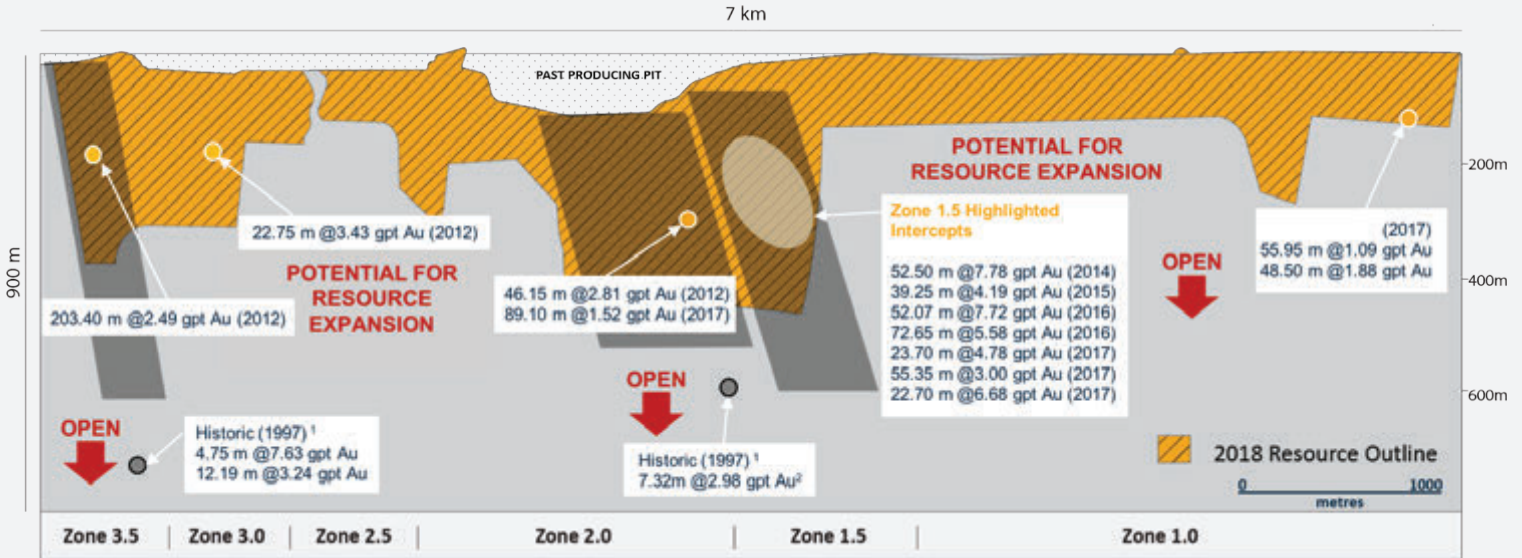 7 km
PAST PRODUCING PIT
900 m
200m
400m
600m
22.75 m @3.43 gpt Au (2012)
203.40 m @2.49 gpt Au (2012)
POTENTIAL FOR
RESOURCE
EXPANSION
46.15 m @2.81 gpt Au (2012)
89.10 m @1.52 gpt Au (2017)
POTENTIAL FOR
RESOURCE EXPANSION
Zone 1.5 Highlighted
Intercepts
52.50 m @7.78 gpt Au (2014)
39.25 m @4.19 gpt Au (2015)
52.07 m @7.72 gpt Au (2016)
72.65 m @5.58 gpt Au (2016)
23.70 m @4.78 gpt Au (2017)
55.35 m @3.00 gpt Au (2017)
22.70 m @6.68 gpt Au (2017)
OPEN
(2017)
55.95 m @1.09 gpt Au
48.50 m @1.88 gpt Au
OPEN
Historic (1997) ¹
4.75 m @7.63 gpt Au
12.19 m @3.24 gpt Au
OPEN
Historic (1997) ¹
7.32m @2.98 gpt Au²
2018 Resource Outline
0 1000
metres
Zone 3.5 | Zone 3.0 | Zone 2.5 | Zone 2.0 | Zone 1.5 | Zone 1.0